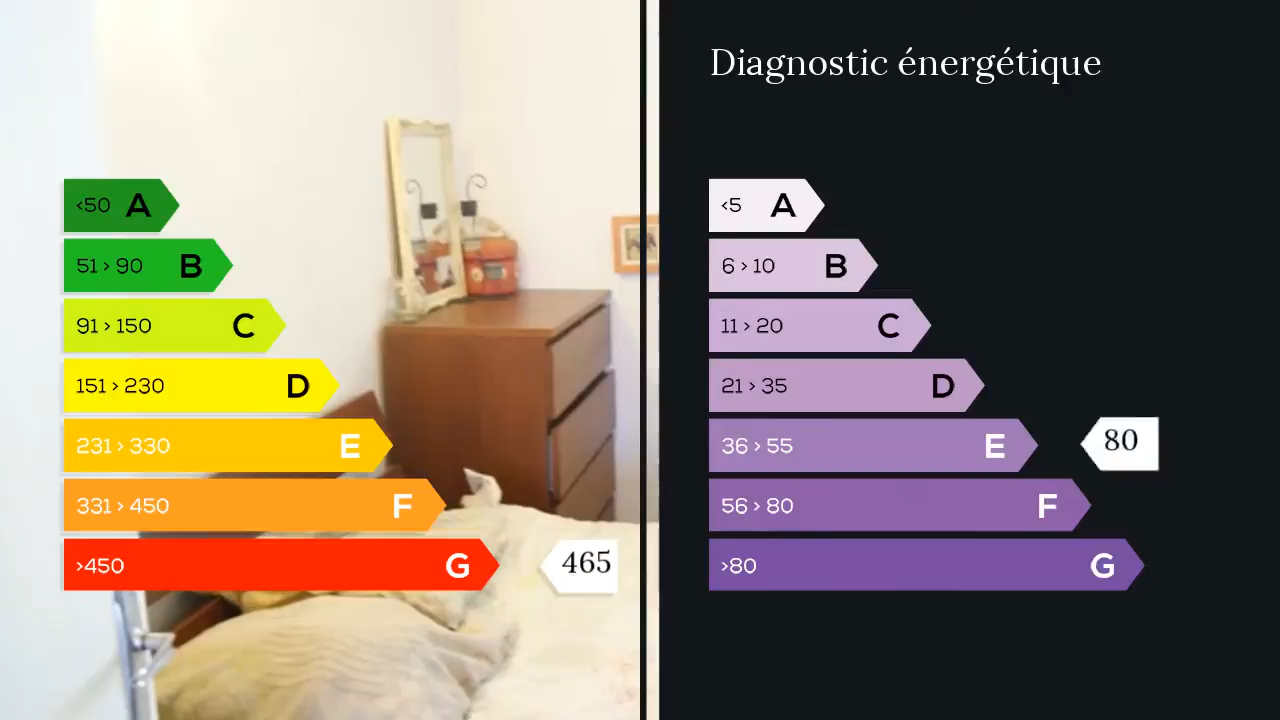 Diagnostic énergétique
<50 A
51 > 90 B
91 > 150 C
151 > 230 D
231 > 330 E
331 > 450 F
>450 G
465
<5 A
6 > 10 B
11 > 20 C
21 > 35 D
36 > 55 E
80
56 > 80 F
>80 G